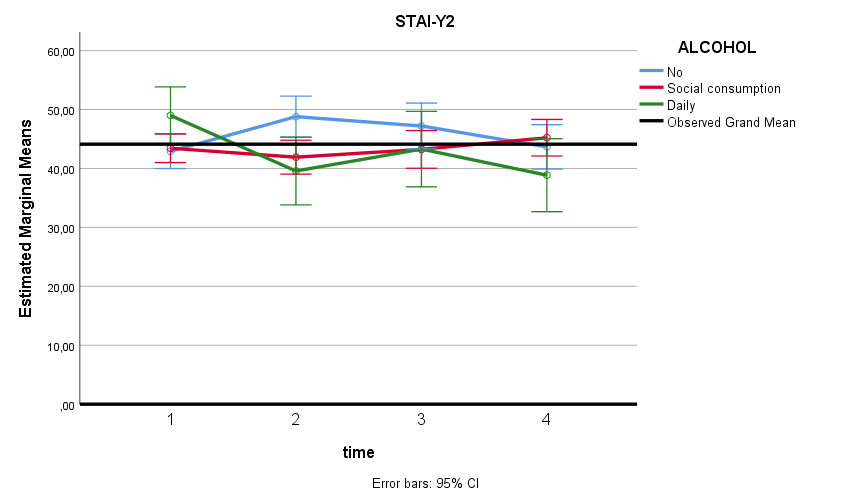 STAI-Y2
60,00
50,00
40,00
30,00
20,00
10,00
,00
Estimated Marginal Means
1 2 3 4
time
ALCOHOL
No
Social consumption
Daily
Observed Grand Mean
Error bars: 95% CI